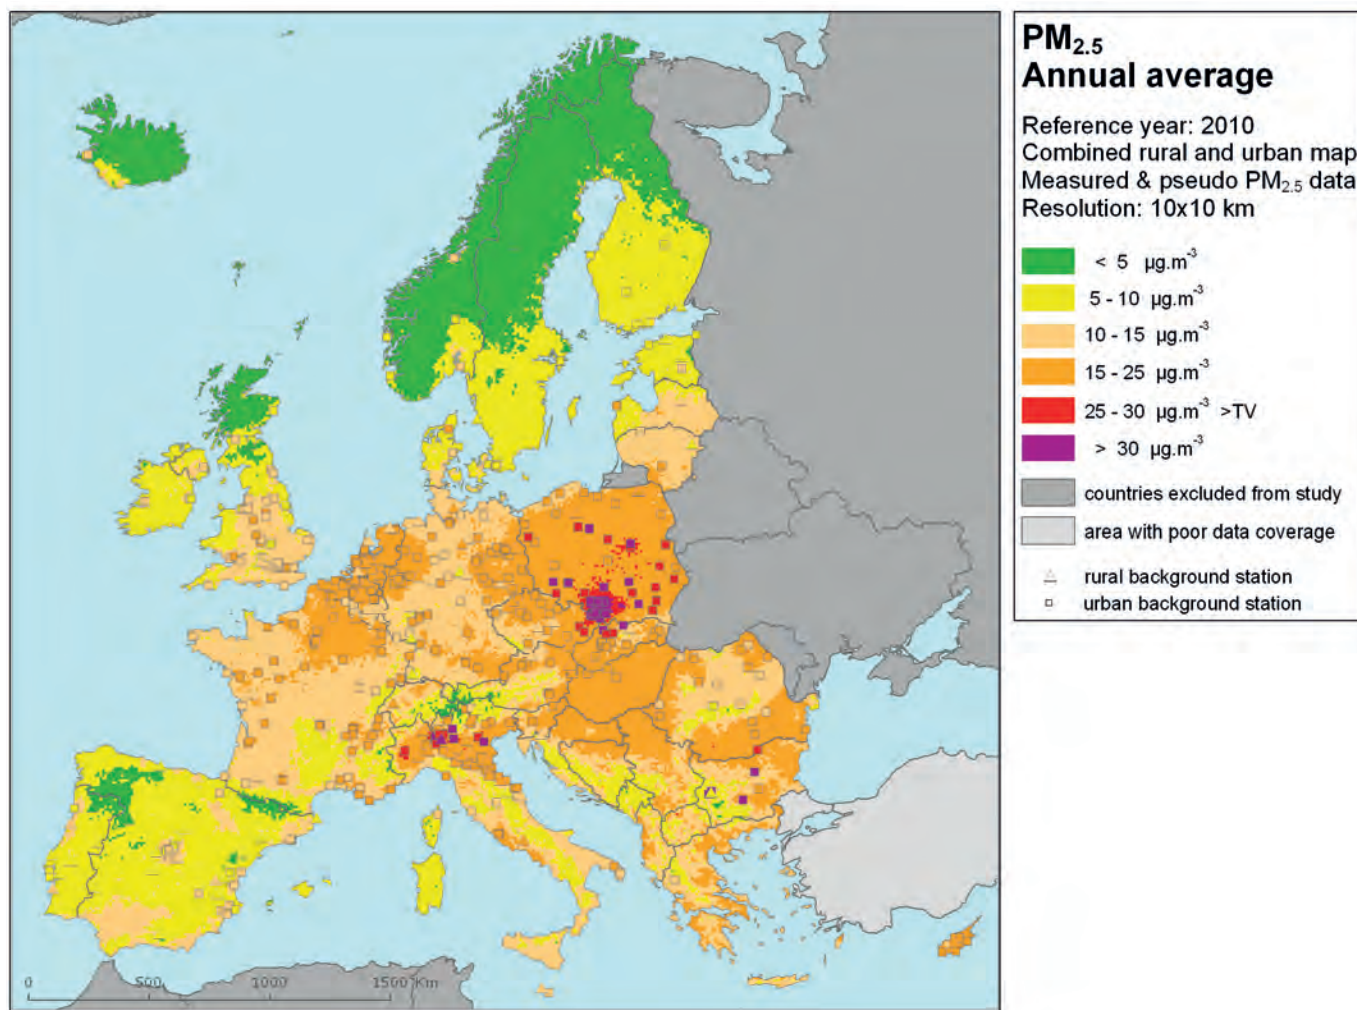 PM₂.₅
Annual average
Reference year: 2010
Combined rural and urban map
Measured & pseudo PM₂.₅ data
Resolution: 10x10 km
< 5 µg.m⁻³
5 - 10 µg.m⁻³
10 - 15 µg.m⁻³
15 - 25 µg.m⁻³
25 - 30 µg.m⁻³ >TV
> 30 µg.m⁻³
countries excluded from study
area with poor data coverage
rural background station
urban background station
0 500 1000 1500 Km